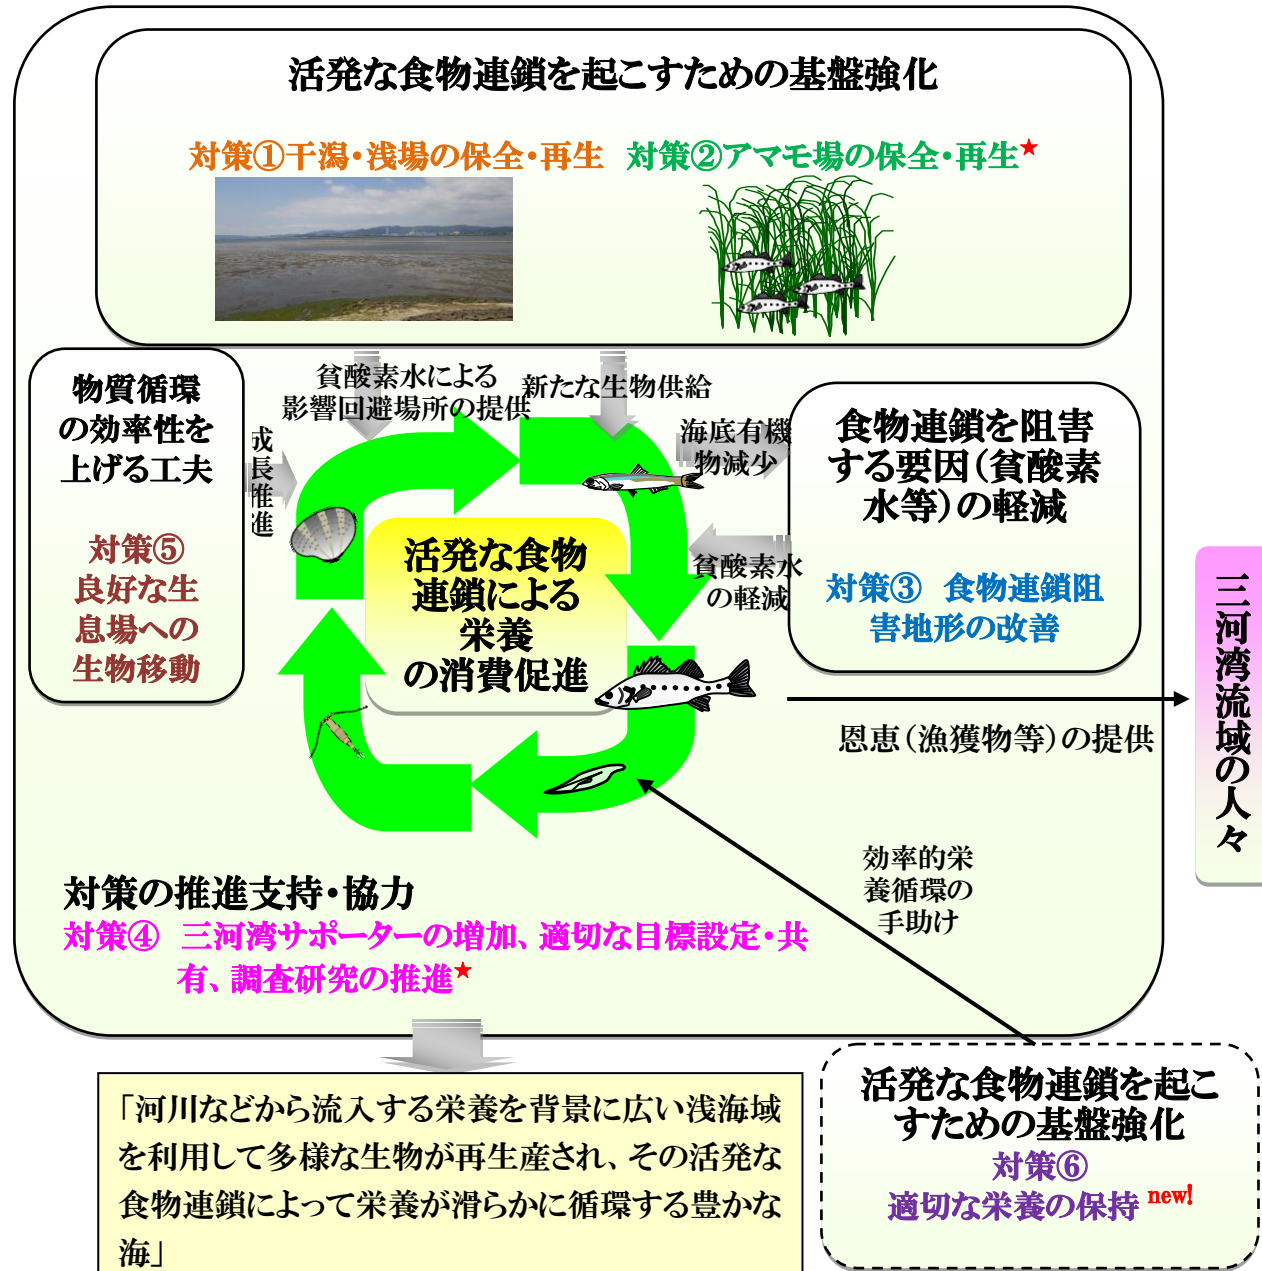 活発な食物連鎖を起こすための基盤強化
対策①干潟・浅場の保全・再生
対策②アマモ場の保全・再生★
物質循環
の効率性を
上げる工夫
対策⑤
良好な生
息場への
生物移動
成長推進
貧酸素水による
影響回避場所の提供
新たな生物供給
海底有機
物減少
貧酸素水
の軽減
食物連鎖を阻害
する要因（貧酸素
水等）の軽減
対策③　食物連鎖阻
害地形の改善
活発な食物
連鎖による
栄養
の消費促進
恩恵（漁獲物等）の提供
三河湾流域の人々
効率的栄
養循環の
手助け
対策の推進支持・協力
対策④　三河湾サポーターの増加、適切な目標設定・共
有、調査研究の推進★
「河川などから流入する栄養を背景に広い浅海域
を利用して多様な生物が再生産され、その活発な
食物連鎖によって栄養が滑らかに循環する豊かな
海」
活発な食物連鎖を起こ
すための基盤強化
対策⑥
適切な栄養の保持 new!